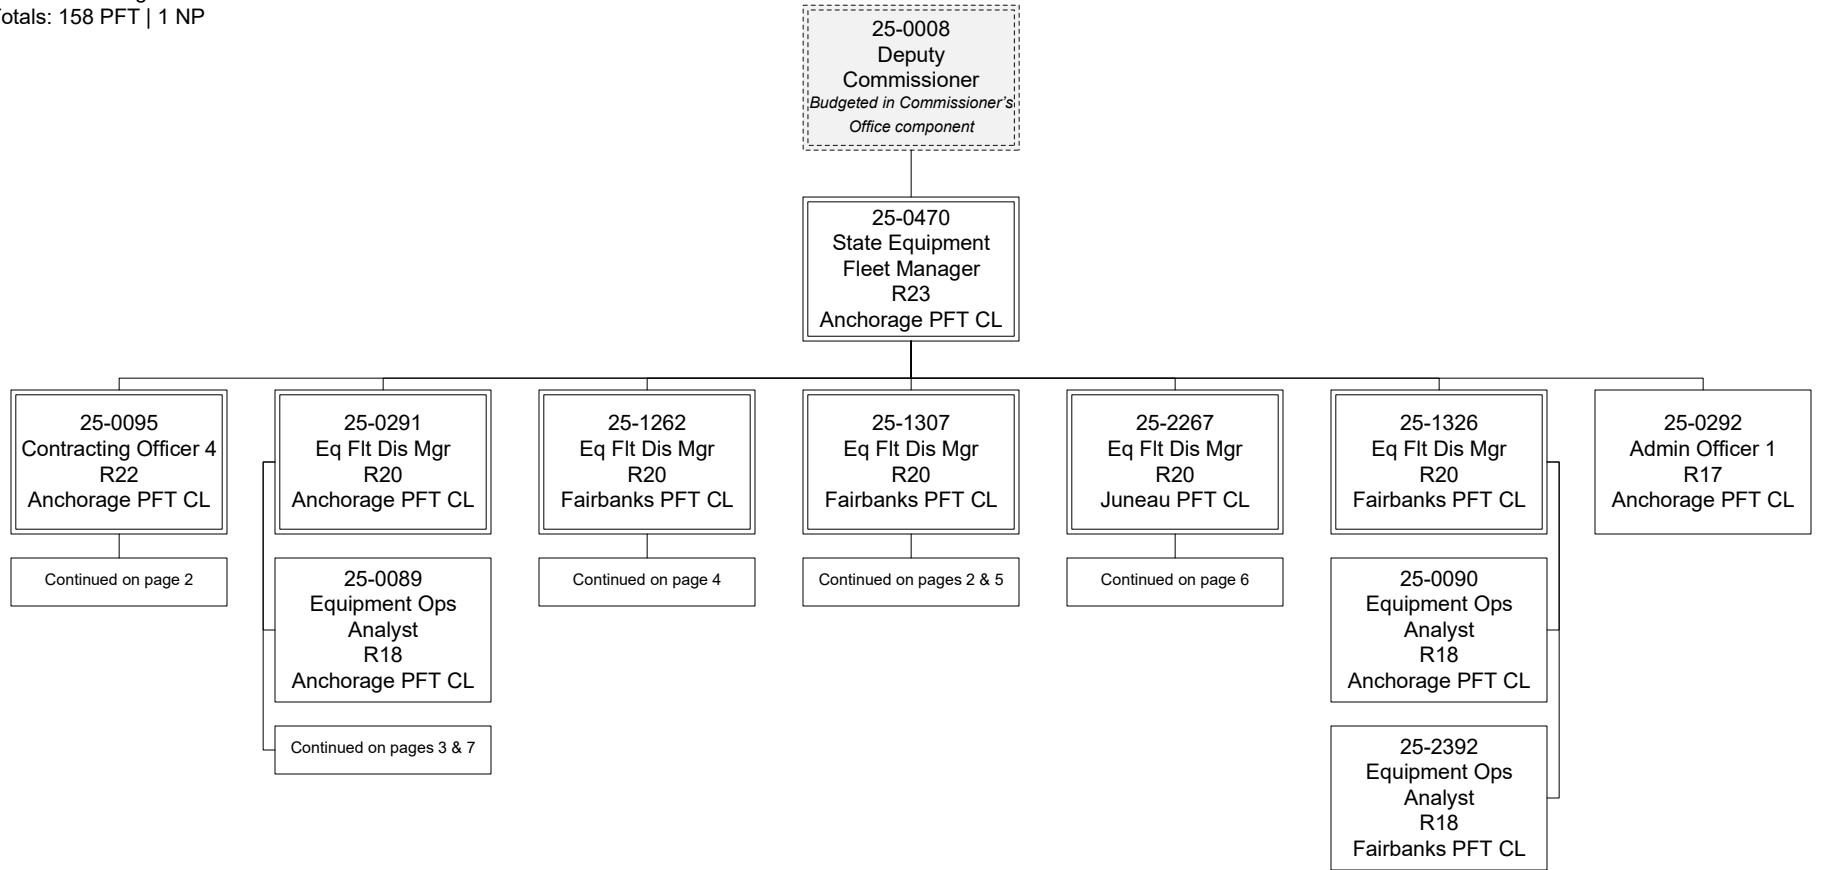 Totals: 158 PFT | 1 NP
25-0008
Deputy
Commissioner
Budgeted in Commissioner's
Office component
25-0470
State Equipment
Fleet Manager
R23
Anchorage PFT CL
25-0095
Contracting Officer 4
R22
Anchorage PFT CL
Continued on page 2
25-0291
Eq Flt Dis Mgr
R20
Anchorage PFT CL
25-0089
Equipment Ops
Analyst
R18
Anchorage PFT CL
Continued on pages 3 & 7
25-1262
Eq Flt Dis Mgr
R20
Fairbanks PFT CL
Continued on page 4
25-1307
Eq Flt Dis Mgr
R20
Fairbanks PFT CL
Continued on pages 2 & 5
25-2267
Eq Flt Dis Mgr
R20
Juneau PFT CL
Continued on page 6
25-1326
Eq Flt Dis Mgr
R20
Fairbanks PFT CL
25-0090
Equipment Ops
Analyst
R18
Anchorage PFT CL
25-2392
Equipment Ops
Analyst
R18
Fairbanks PFT CL
25-0292
Admin Officer 1
R17
Anchorage PFT CL